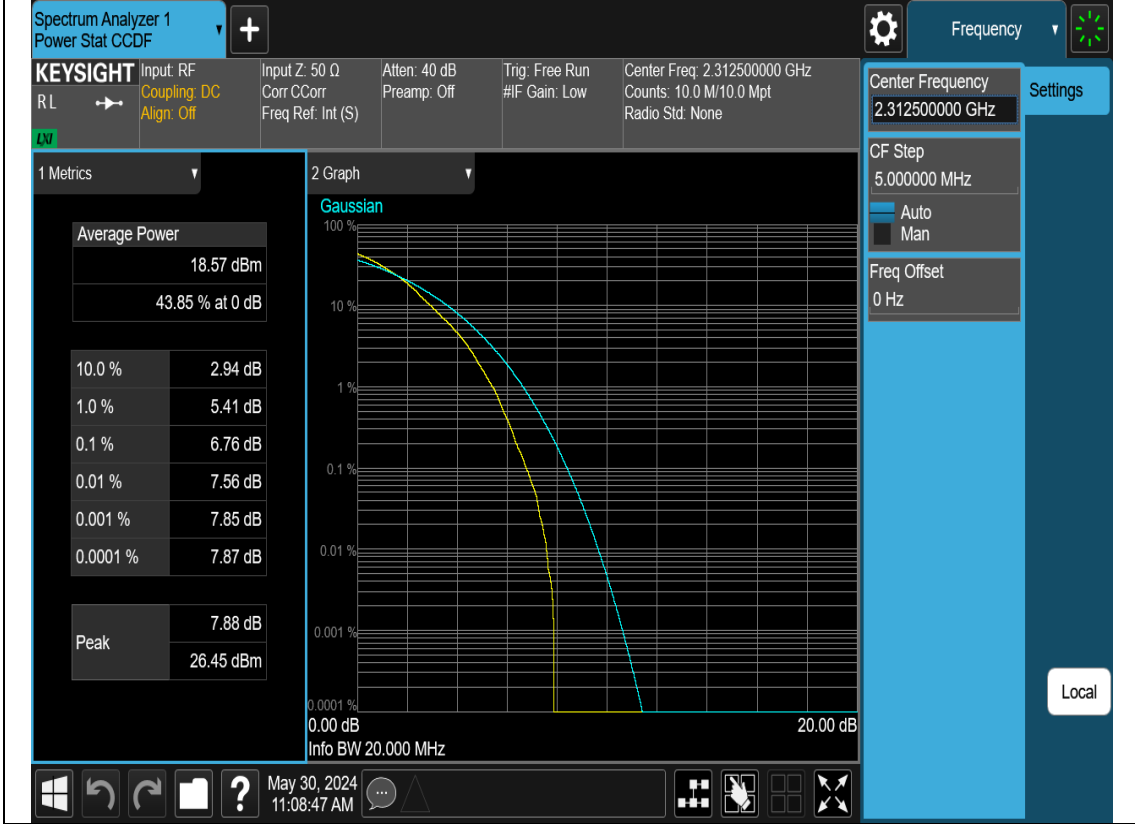 Spectrum Analyzer 1
Power Stat CCDF
Frequency
KEYSIGHT
RL
LXI
Input: RF
Coupling: DC
Align: Off
Input Z: 50 Ω
Corr CCorr
Freq Ref: Int (S)
Atten: 40 dB
Preamp: Off
Trig: Free Run
#IF Gain: Low
Center Freq: 2.312500000 GHz
Counts: 10.0 M/10.0 Mpt
Radio Std: None
Center Frequency
2.312500000 GHz
Settings
CF Step
5.000000 MHz
Auto
Man
Freq Offset
0 Hz
Local
1 Metrics
Average Power
18.57 dBm
43.85 % at 0 dB
10.0 % 2.94 dB
1.0 % 5.41 dB
0.1 % 6.76 dB
0.01 % 7.56 dB
0.001 % 7.85 dB
0.0001 % 7.87 dB
Peak
7.88 dB
26.45 dBm
2 Graph
Gaussian
100 %
10 %
1 %
0.1 %
0.01 %
0.001 %
0.0001 %
0.00 dB 20.00 dB
Info BW 20.000 MHz
?
May 30, 2024
11:08:47 AM